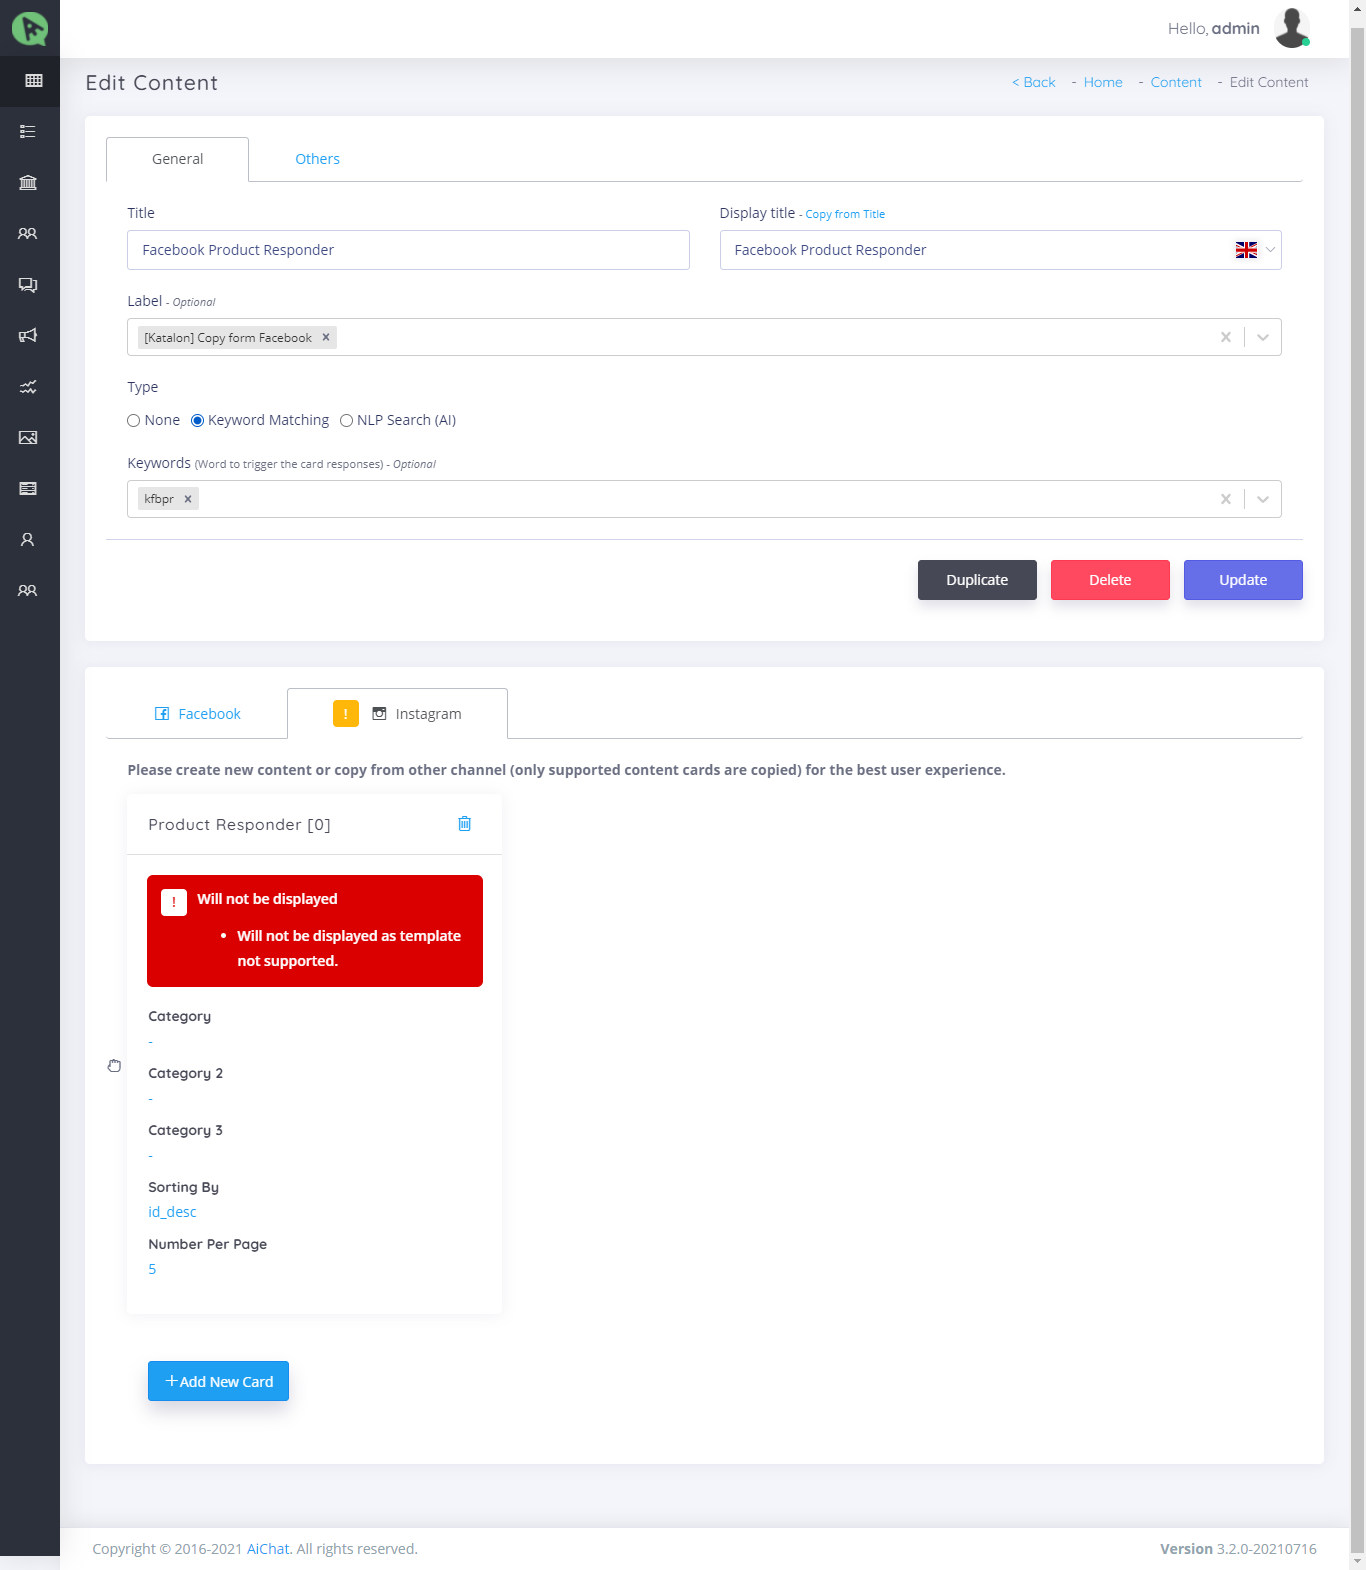 Hello, admin
Edit Content
< Back - Home - Content - Edit Content
General
Others
Title
Display title - Copy from Title
Facebook Product Responder
Facebook Product Responder
Label - Optional
[Katalon] Copy form Facebook ×
Type
None Keyword Matching NLP Search (AI)
Keywords (Word to trigger the card responses) - Optional
kfbpr ×
Duplicate
Delete
Update
Facebook
! Instagram
Please create new content or copy from other channel (only supported content cards are copied) for the best user experience.
Product Responder [0]
! Will not be displayed
• Will not be displayed as template
not supported.
Category
-
Category 2
-
Category 3
-
Sorting By
id_desc
Number Per Page
5
+Add New Card
Copyright © 2016-2021 AiChat. All rights reserved.
Version 3.2.0-20210716